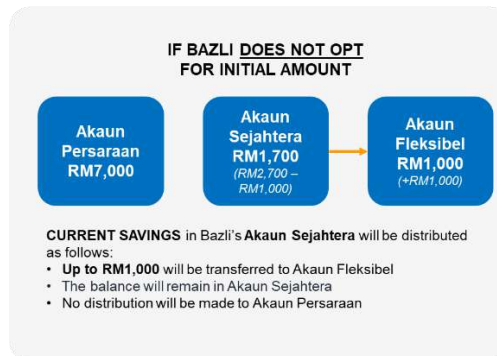 IF BAZLI DOES NOT OPT
FOR INITIAL AMOUNT
Akaun
Persaraan
RM7,000
Akaun
Sejahtera
RM1,700
(RM2,700 –
RM1,000)
Akaun
Fleksibel
RM1,000
(+RM1,000)
CURRENT SAVINGS in Bazli's Akaun Sejahtera will be distributed
as follows:
• Up to RM1,000 will be transferred to Akaun Fleksibel
• The balance will remain in Akaun Sejahtera
• No distribution will be made to Akaun Persaraan